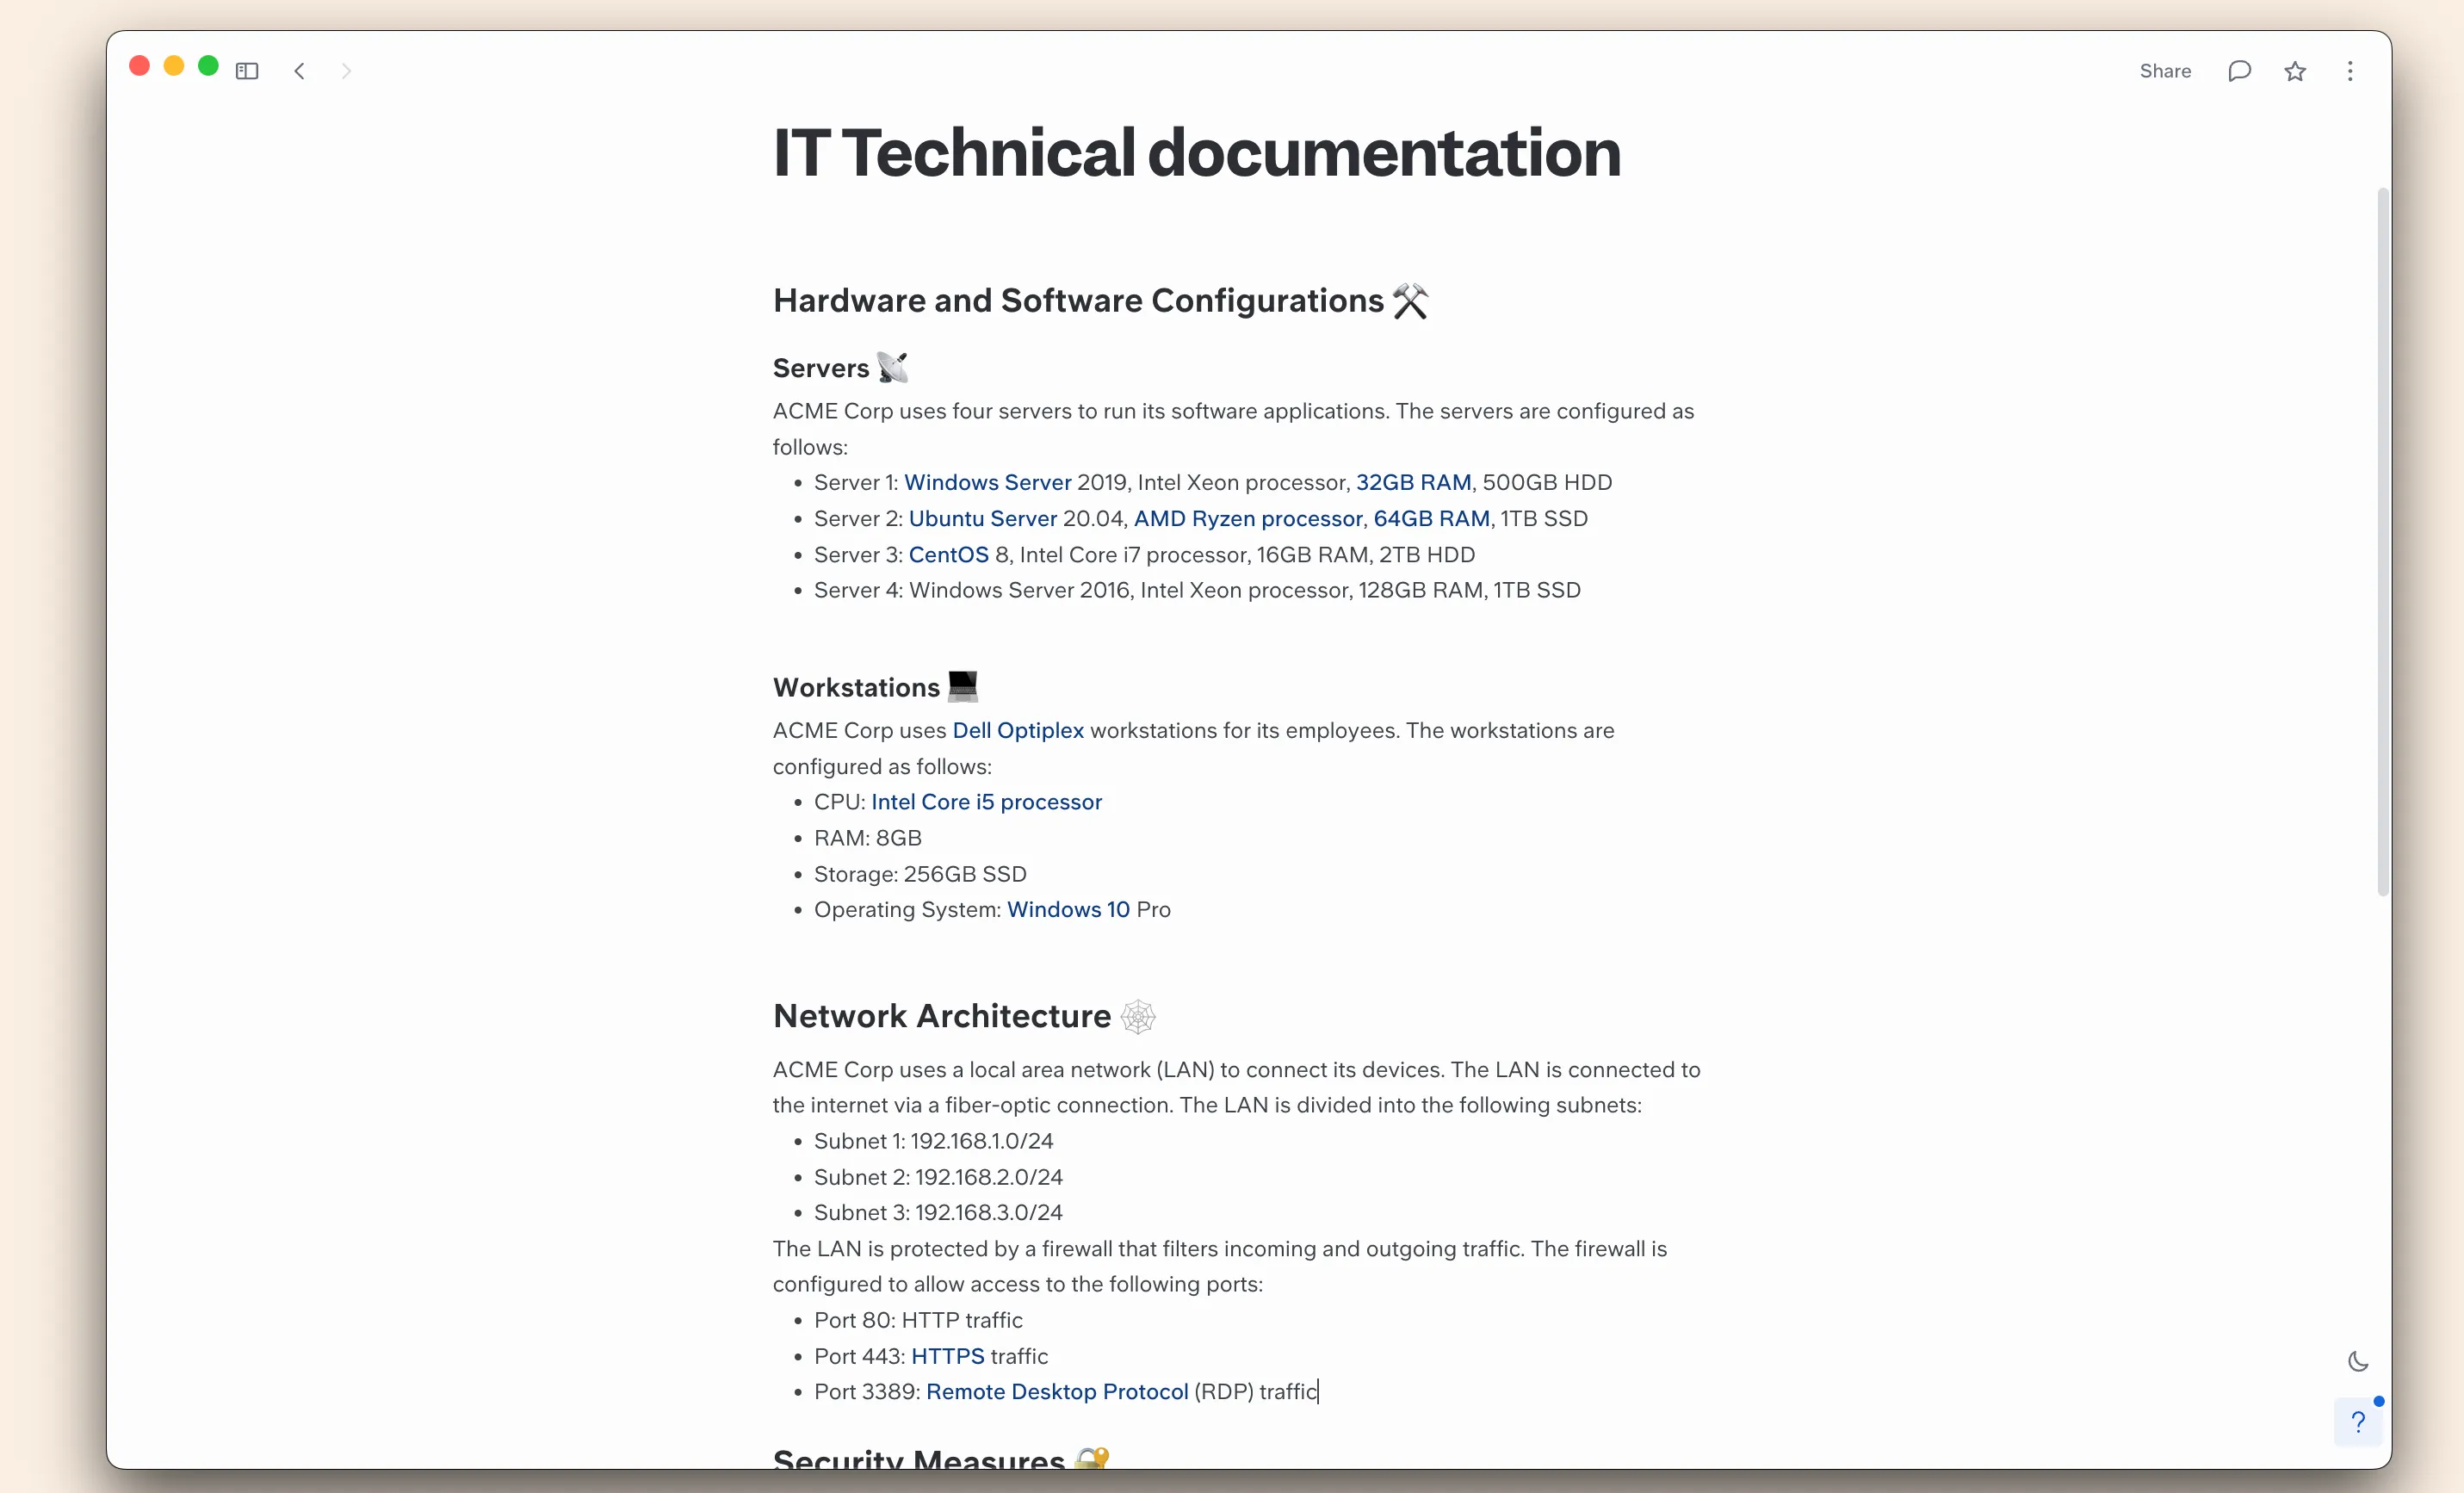 Share
IT Technical documentation
Hardware and Software Configurations ⚒️
Servers 📡
ACME Corp uses four servers to run its software applications. The servers are configured as
follows:
• Server 1: Windows Server 2019, Intel Xeon processor, 32GB RAM, 500GB HDD
• Server 2: Ubuntu Server 20.04, AMD Ryzen processor, 64GB RAM, 1TB SSD
• Server 3: CentOS 8, Intel Core i7 processor, 16GB RAM, 2TB HDD
• Server 4: Windows Server 2016, Intel Xeon processor, 128GB RAM, 1TB SSD
Workstations 💻
ACME Corp uses Dell Optiplex workstations for its employees. The workstations are
configured as follows:
• CPU: Intel Core i5 processor
• RAM: 8GB
• Storage: 256GB SSD
• Operating System: Windows 10 Pro
Network Architecture 🕸️
ACME Corp uses a local area network (LAN) to connect its devices. The LAN is connected to
the internet via a fiber-optic connection. The LAN is divided into the following subnets:
• Subnet 1: 192.168.1.0/24
• Subnet 2: 192.168.2.0/24
• Subnet 3: 192.168.3.0/24
The LAN is protected by a firewall that filters incoming and outgoing traffic. The firewall is
configured to allow access to the following ports:
• Port 80: HTTP traffic
• Port 443: HTTPS traffic
• Port 3389: Remote Desktop Protocol (RDP) traffic
?
Security Measures 🔐